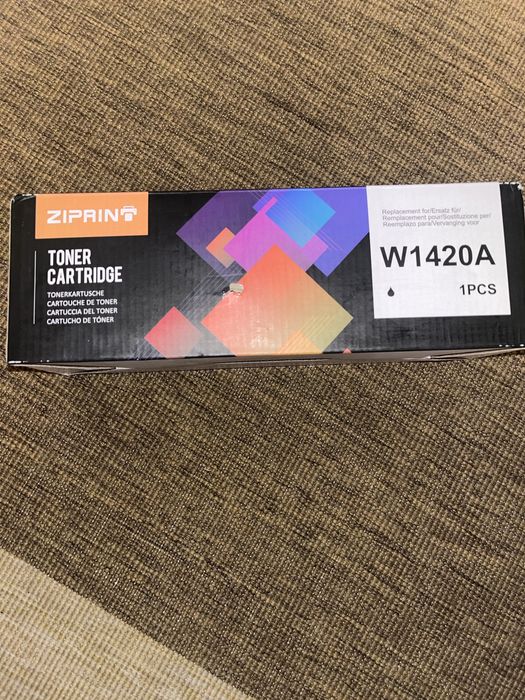 ZIPRINT
TONER
CARTRIDGE
TONERKARTUSCHE
CARTOUCHE DE TONER
CARTUCCIA DEL TONER
CARTUCHO DE TÓNER
Replacement for/Ersatz für/
Remplacement pour/Sostituzione per/
Reemplazo para/Vervanging voor
W1420A
1PCS